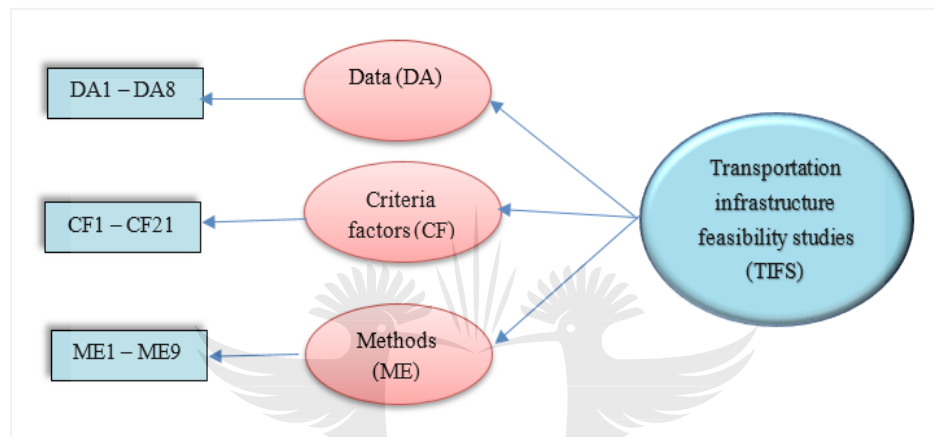 DA1 – DA8
Data (DA)
CF1 – CF21
Criteria
factors (CF)
ME1 – ME9
Methods
(ME)
Transportation
infrastructure
feasibility studies
(TIFS)